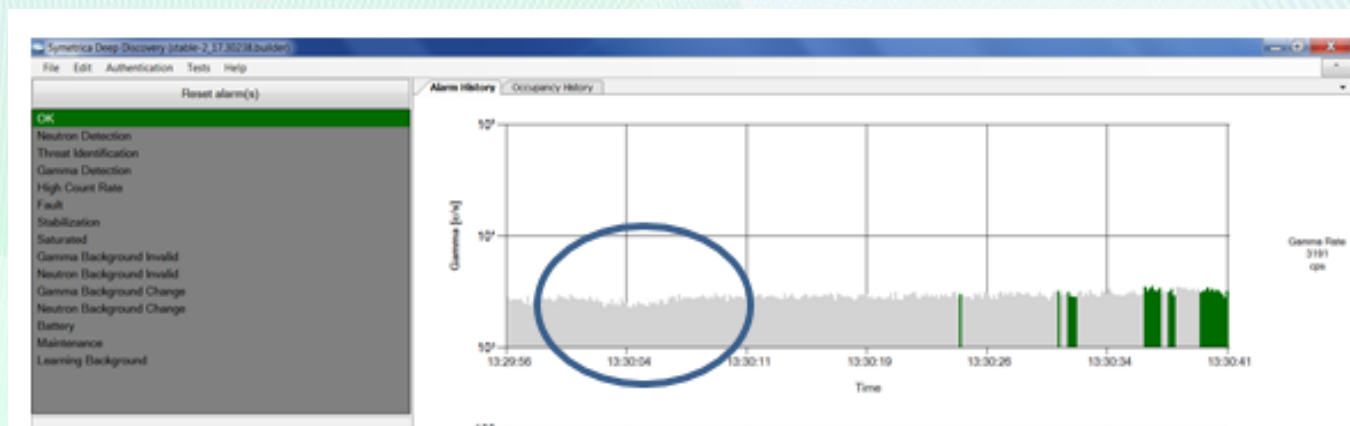 Symetrica Deep Discovery (stable-2_17.30238.builder)
File Edit Authentication Tests Help
Reset alarm(s)
Alarm History Occupancy History
OK
Neutron Detection
Threat Identification
Gamma Detection
High Count Rate
Fault
Stabilization
Saturated
Gamma Background Invalid
Neutron Background Invalid
Gamma Background Change
Neutron Background Change
Battery
Maintenance
Learning Background
Gamma [c/s]
Gamma Rate
3191
cps
13:29:56 13:30:04 13:30:11 13:30:19 13:30:26 13:30:34 13:30:41
Time